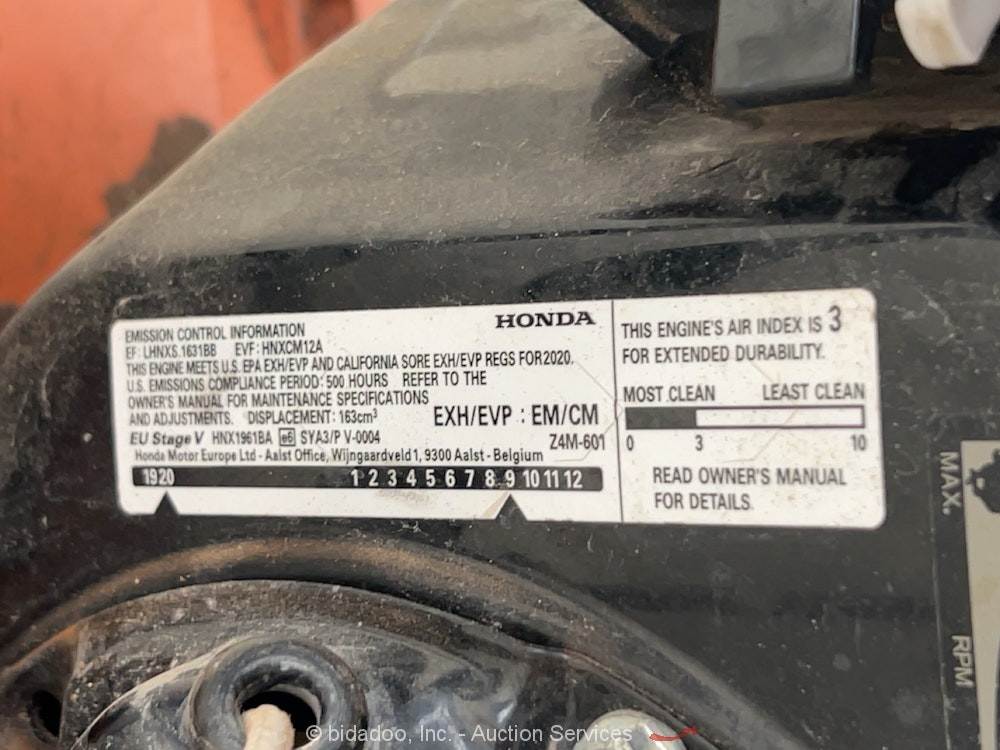 EMISSION CONTROL INFORMATION
HONDA
EF: LHNXS.1631BB EVF: HNXCM12A
THIS ENGINE MEETS U.S. EPA EXH/EVP AND CALIFORNIA SORE EXH/EVP REGS FOR 2020.
U.S. EMISSIONS COMPLIANCE PERIOD: 500 HOURS REFER TO THE
OWNER'S MANUAL FOR MAINTENANCE SPECIFICATIONS
AND ADJUSTMENTS. DISPLACEMENT: 163cm³ EXH/EVP : EM/CM
EU Stage V HNX1961BA e6 SYA3/P V-0004 Z4M-601
Honda Motor Europe Ltd - Aalst Office, Wijngaardveld 1, 9300 Aalst - Belgium
1920 1 2 3 4 5 6 7 8 9 10 11 12
THIS ENGINE'S AIR INDEX IS 3
FOR EXTENDED DURABILITY.
MOST CLEAN LEAST CLEAN
0 3 10
READ OWNER'S MANUAL
FOR DETAILS.
MAX.
RPM
© bidadoo, Inc. - Auction Services